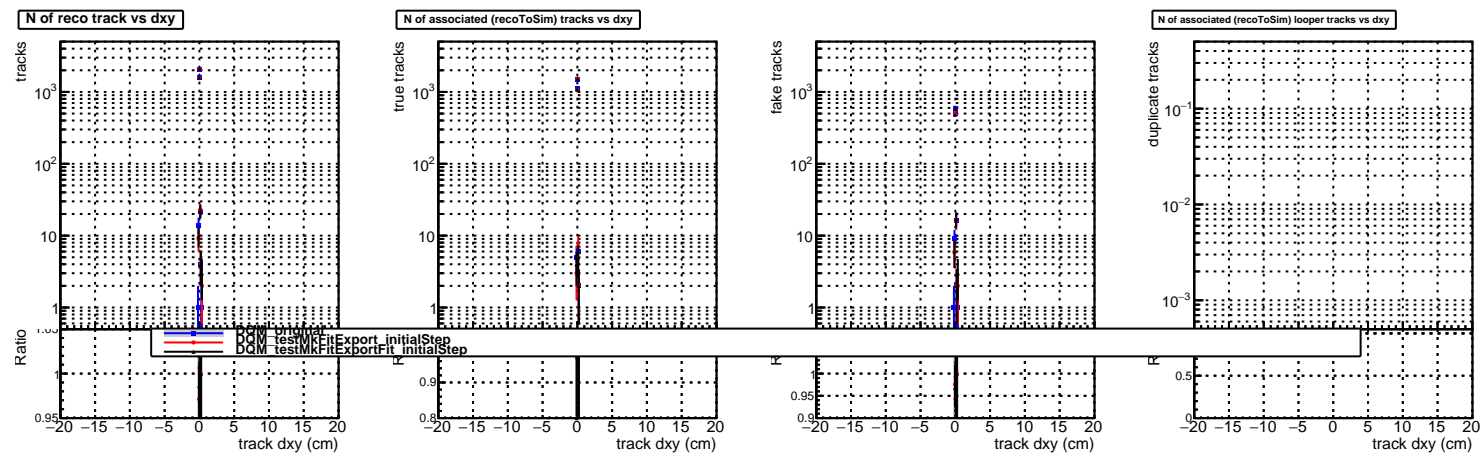 N of reco track vs dxy
N of associated (recoToSim) tracks vs dxy
N of associated (recoToSim) looper tracks vs dxy
tracks
10³
10²
10
1
true tracks
10³
10²
10
1
fake tracks
10³
10²
10
1
duplicate tracks
10⁻¹
10⁻²
10⁻³
DQM_original
DQM_testMkFitExport_initialStep
DQM_testMkFitExportFit_initialStep
Ratio
1
0.95
0.9
0.8
1
0.95
0.9
0.5
0
−20 −15 −10 −5 0 5 10 15 20
track dxy (cm)
−20 −15 −10 −5 0 5 10 15 20
track dxy (cm)
−20 −15 −10 −5 0 5 10 15 20
track dxy (cm)
−20 −15 −10 −5 0 5 10 15 20
track dxy (cm)